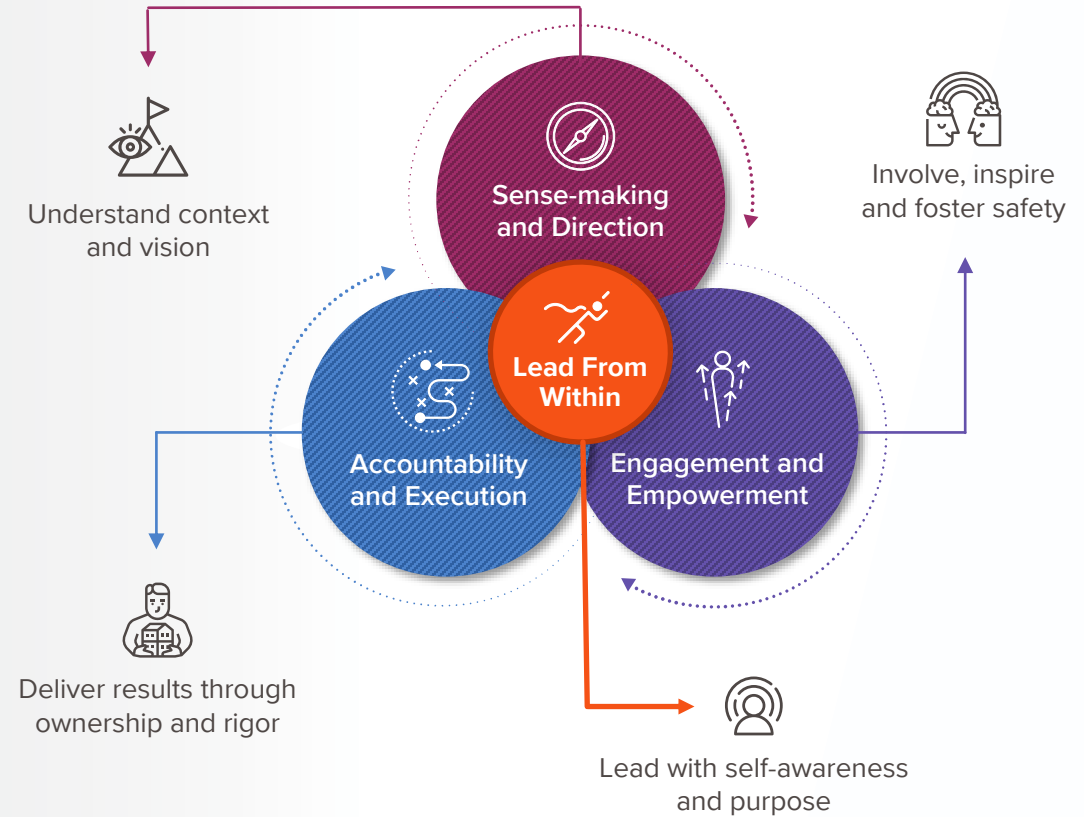 Sense-making
and Direction
Understand context
and vision
Involve, inspire
and foster safety
Lead From
Within
Accountability
and Execution
Engagement and
Empowerment
Deliver results through
ownership and rigor
Lead with self-awareness
and purpose